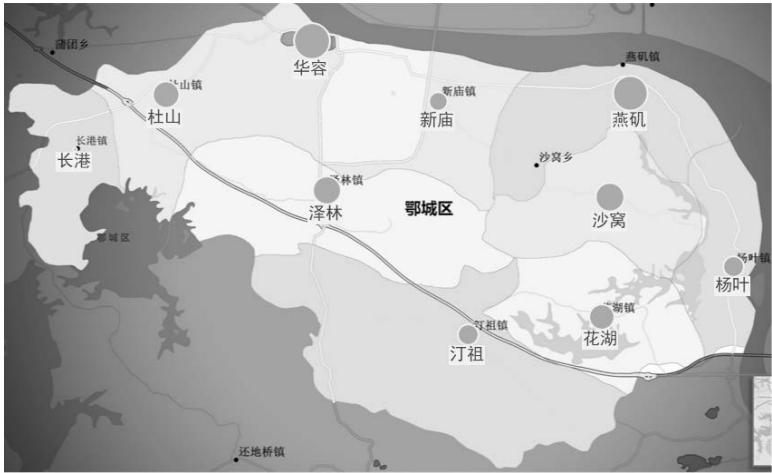 蒲团乡
华容
燕矶镇
杜山镇
杜山
新庙镇
新庙
燕矶
长港镇
长港
沙窝乡
泽林镇
泽林
鄂城区
沙窝
鄂城区
杨叶镇
杨叶
花湖镇
花湖
汀祖镇
汀祖
还地桥镇